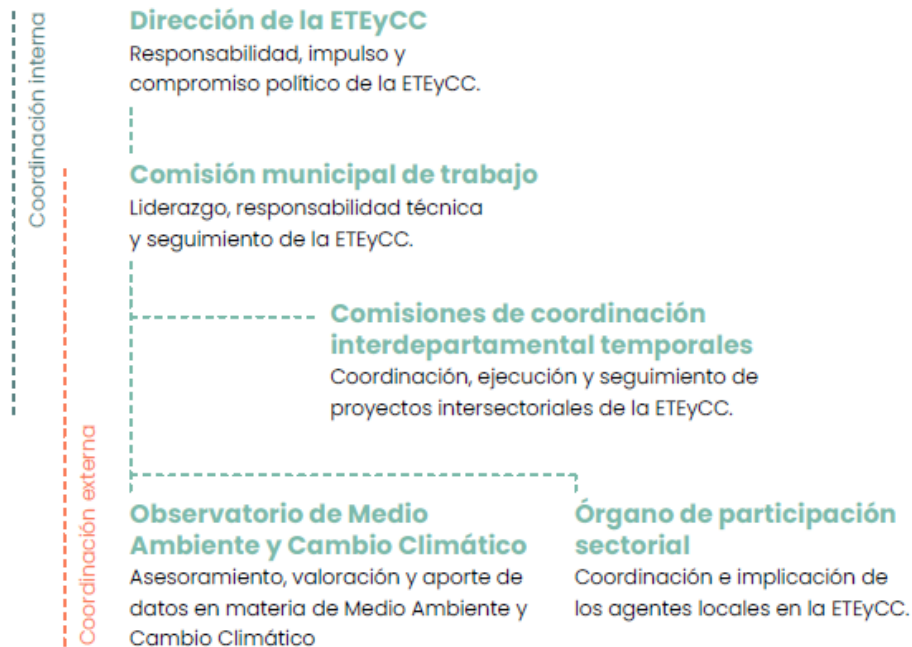 Coordinación interna
Dirección de la ETEyCC
Responsabilidad, impulso y
compromiso político de la ETEyCC.
Comisión municipal de trabajo
Liderazgo, responsabilidad técnica
y seguimiento de la ETEyCC.
Comisiones de coordinación
interdepartamental temporales
Coordinación, ejecución y seguimiento de
proyectos intersectoriales de la ETEyCC.
Coordinación externa
Observatorio de Medio
Ambiente y Cambio Climático
Asesoramiento, valoración y aporte de
datos en materia de Medio Ambiente y
Cambio Climático
Órgano de participación
sectorial
Coordinación e implicación de
los agentes locales en la ETEyCC.